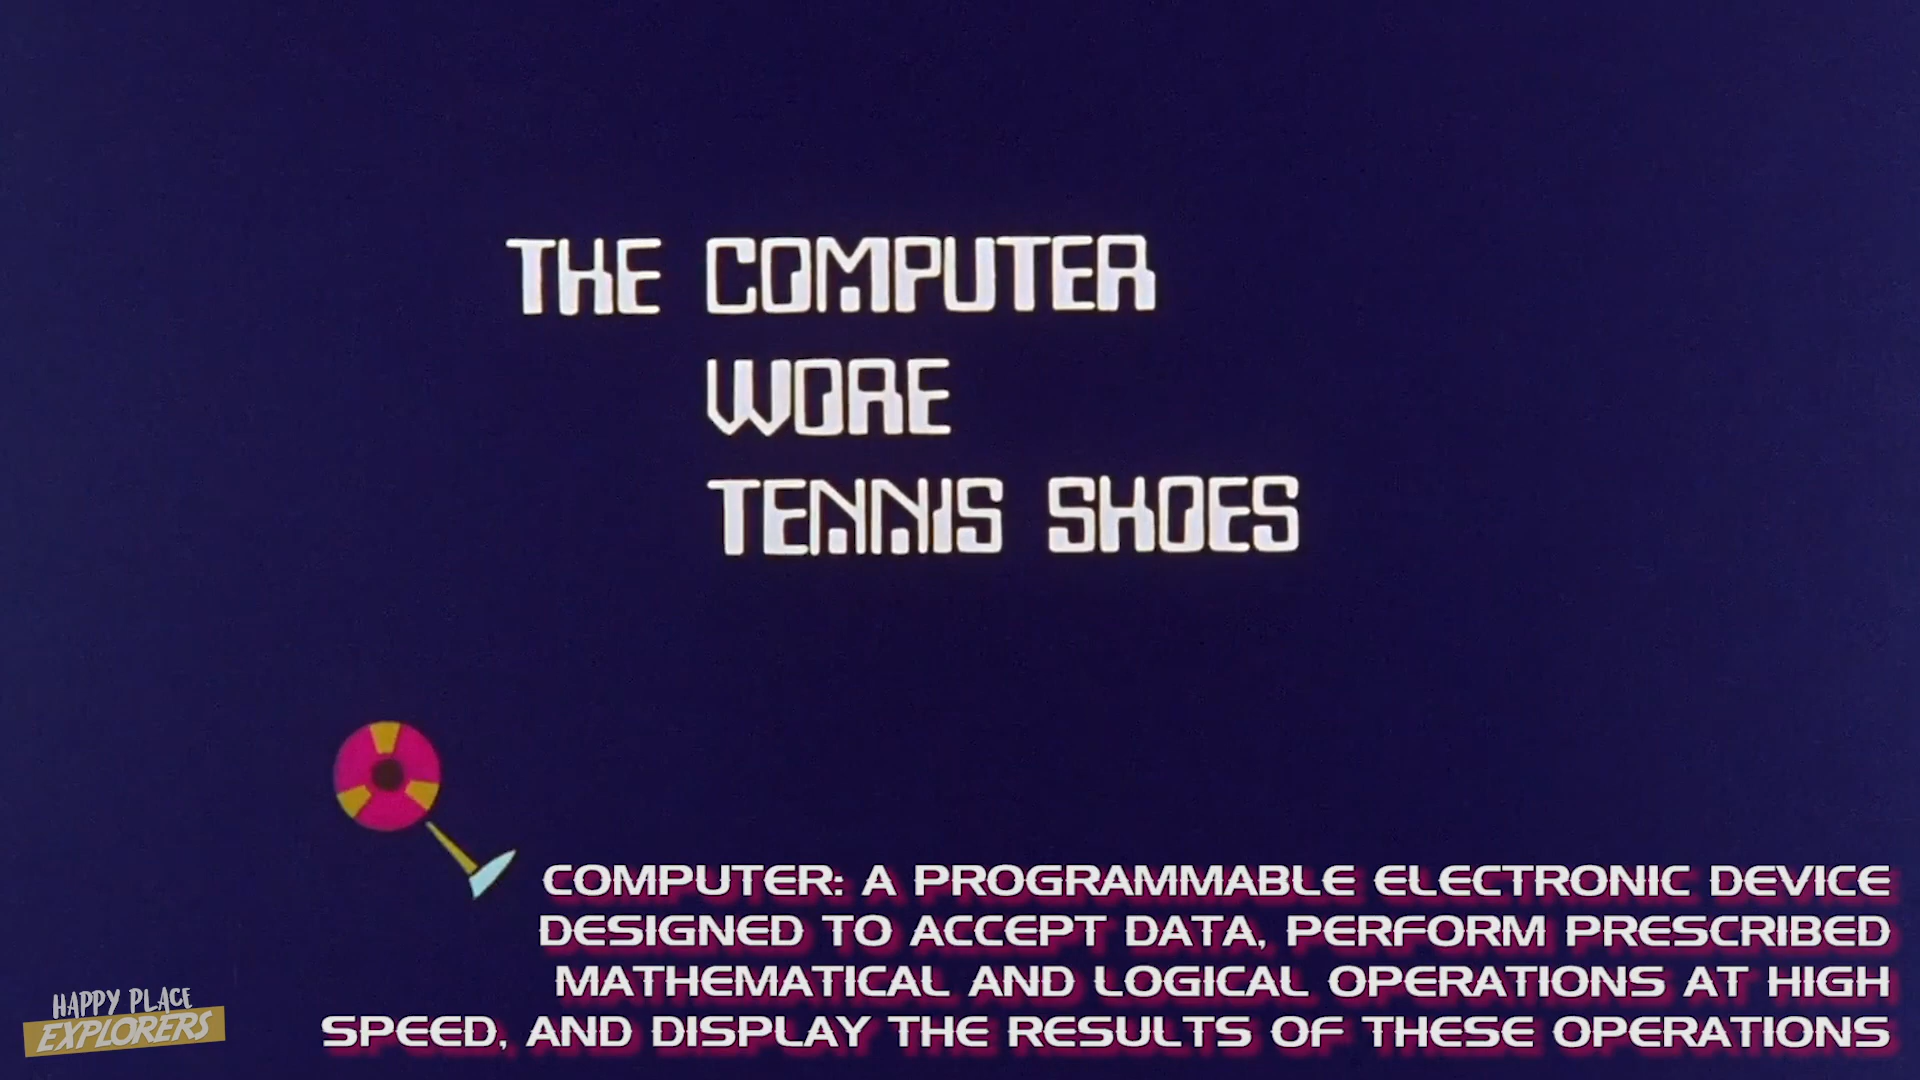 THE COMPUTER
WORE
TENNIS SHOES
COMPUTER: A PROGRAMMABLE ELECTRONIC DEVICE
DESIGNED TO ACCEPT DATA, PERFORM PRESCRIBED
MATHEMATICAL AND LOGICAL OPERATIONS AT HIGH
SPEED, AND DISPLAY THE RESULTS OF THESE OPERATIONS
HAPPY PLACE
EXPLORERS